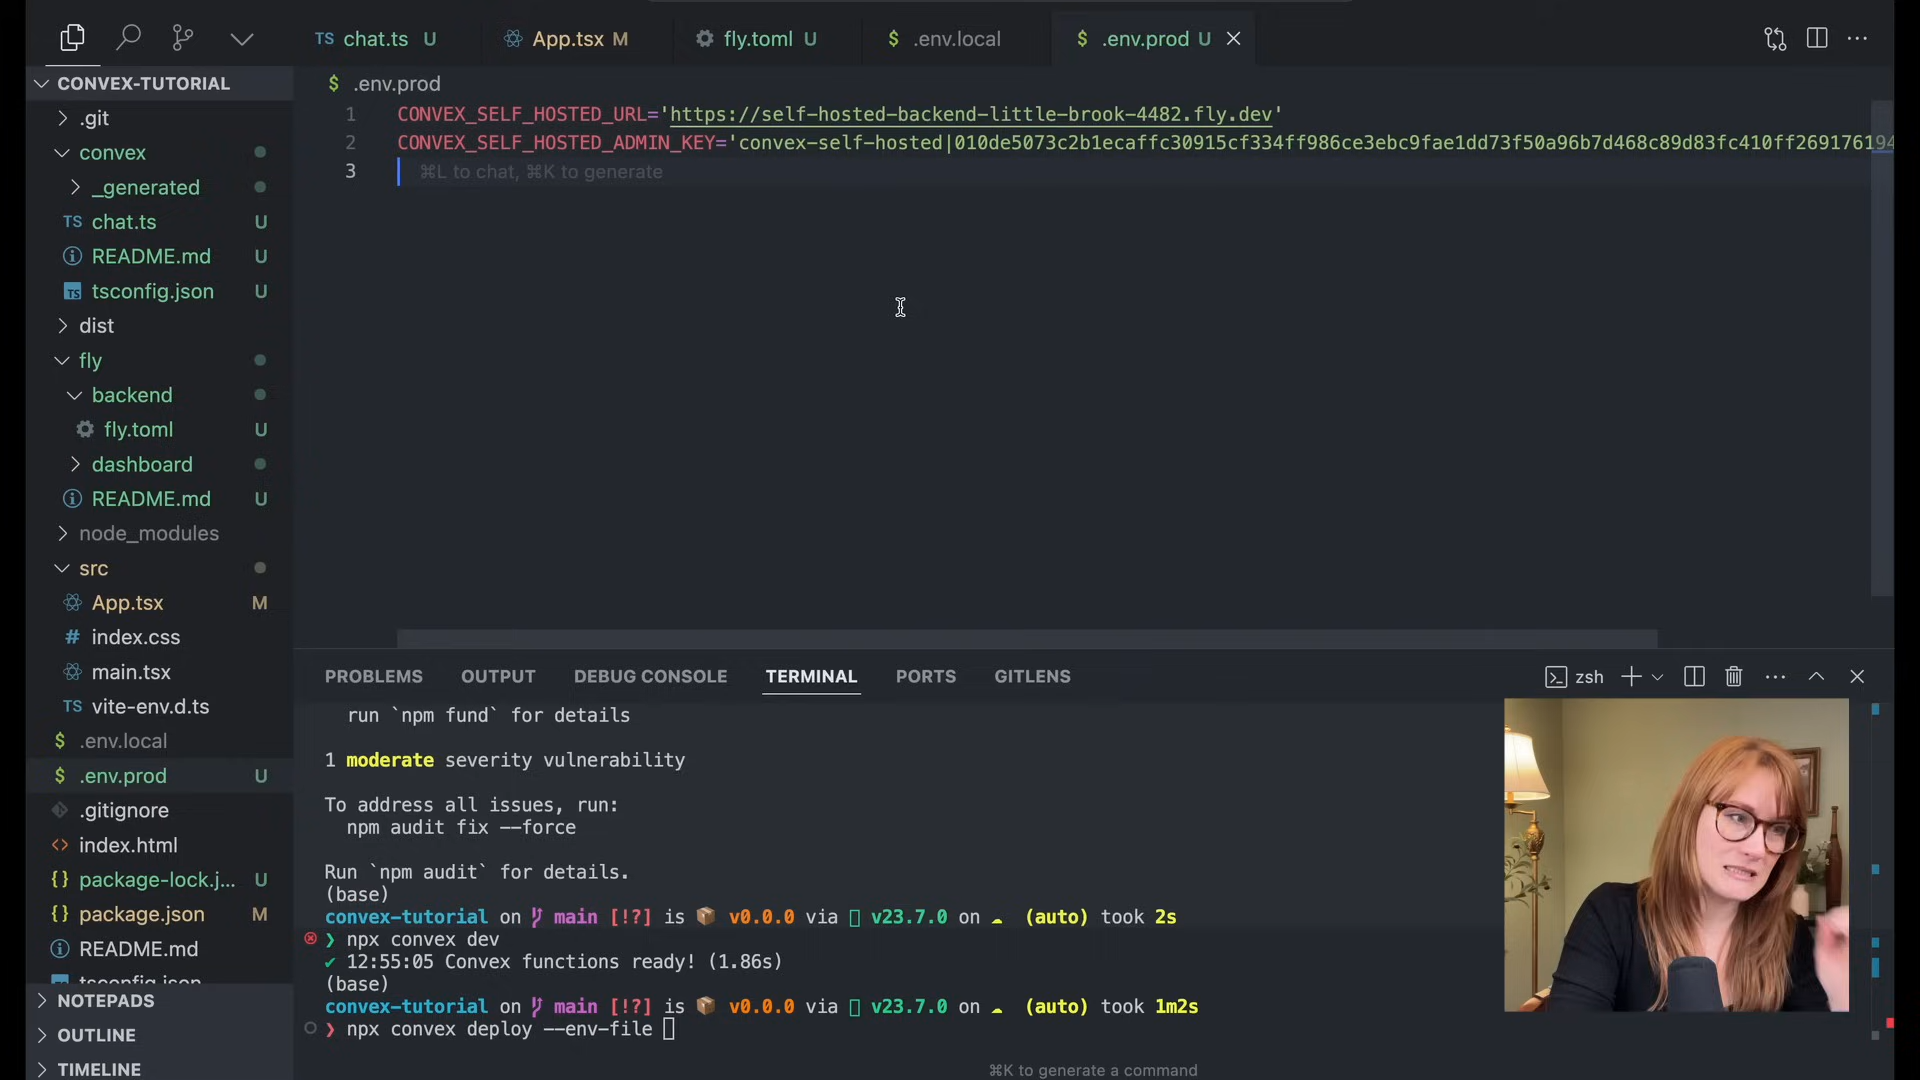 TS chat.ts U
App.tsx M
fly.toml U
$ .env.local
$ .env.prod U
CONVEX-TUTORIAL
.git
convex
_generated
TS chat.ts U
README.md U
TS tsconfig.json U
dist
fly
backend
fly.toml U
dashboard
README.md U
node_modules
src
App.tsx M
# index.css
main.tsx
TS vite-env.d.ts
$ .env.local
$ .env.prod U
.gitignore
<> index.html
{} package-lock.j... U
{} package.json M
README.md
tsconfig.json
NOTEPADS
OUTLINE
TIMELINE
$ .env.prod
1 CONVEX_SELF_HOSTED_URL='https://self-hosted-backend-little-brook-4482.fly.dev'
2 CONVEX_SELF_HOSTED_ADMIN_KEY='convex-self-hosted|010de5073c2b1ecaffc30915cf334ff986ce3ebc9fae1dd73f50a96b7d468c89d83fc410ff269176194
3 ⌘L to chat, ⌘K to generate
PROBLEMS OUTPUT DEBUG CONSOLE TERMINAL PORTS GITLENS
zsh
run `npm fund` for details
1 moderate severity vulnerability
To address all issues, run:
npm audit fix --force
Run `npm audit` for details.
(base)
convex-tutorial on main [!?] is 📦 v0.0.0 via v23.7.0 on ☁ (auto) took 2s
❯ npx convex dev
✔ 12:55:05 Convex functions ready! (1.86s)
(base)
convex-tutorial on main [!?] is 📦 v0.0.0 via v23.7.0 on ☁ (auto) took 1m2s
❯ npx convex deploy --env-file
⌘K to generate a command